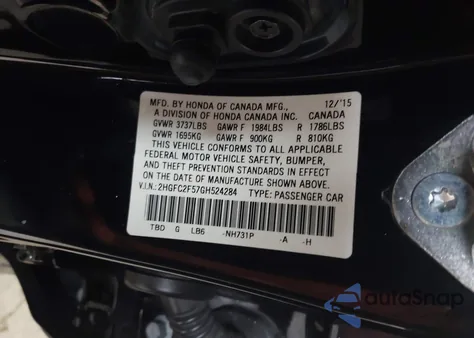 MFD. BY HONDA OF CANADA MFG., 12/'15
A DIVISION OF HONDA CANADA INC. CANADA
GVWR 3737LBS GAWR F 1984LBS R 1786LBS
GVWR 1695KG GAWR F 900KG R 810KG
THIS VEHICLE CONFORMS TO ALL APPLICABLE
FEDERAL MOTOR VEHICLE SAFETY, BUMPER,
AND THEFT PREVENTION STANDARDS IN EFFECT
ON THE DATE OF MANUFACTURE SHOWN ABOVE.
V.I.N.: 2HGFC2F57GH524284 TYPE: PASSENGER CAR
TBD G LB6 -NH731P -A -H
autoSnap